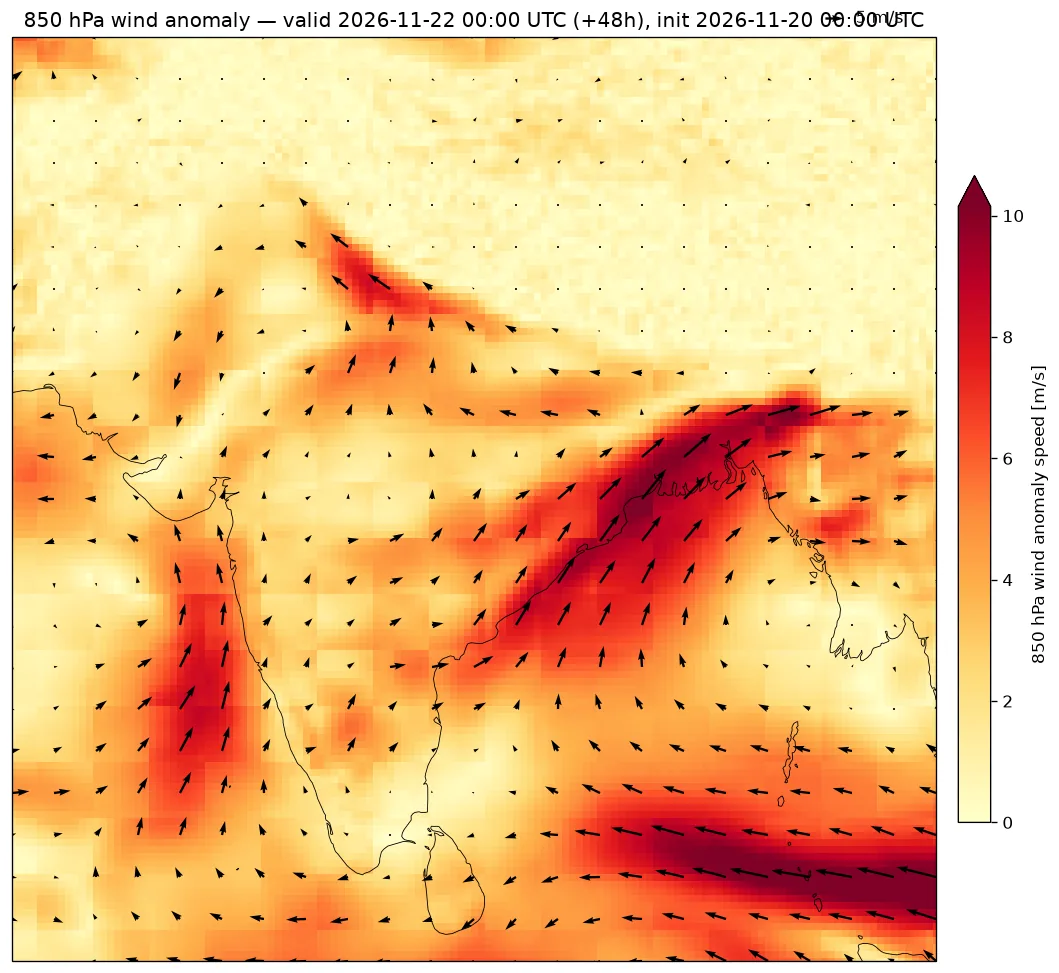 850 hPa wind anomaly — valid 2026-11-22 00:00 UTC (+48h), init 2026-11-20 00:00 UTC
5 m/s
10
8
6
4
2
0
850 hPa wind anomaly speed [m/s]